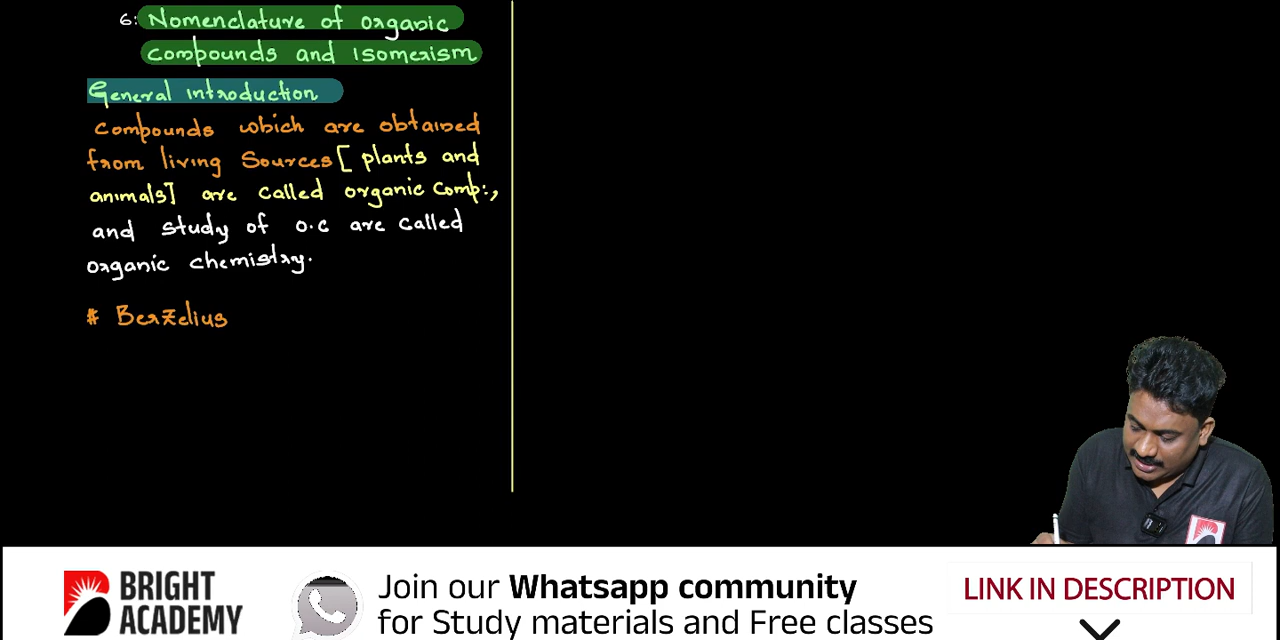 6: Nomenclature of organic
compounds and Isomerism
General introduction
compounds which are obtained
from living Sources [ plants and
animals] are called organic comp:,
and study of o.c are called
organic chemistry.
# Berzelius
BRIGHT
ACADEMY
Join our Whatsapp community
for Study materials and Free classes
LINK IN DESCRIPTION